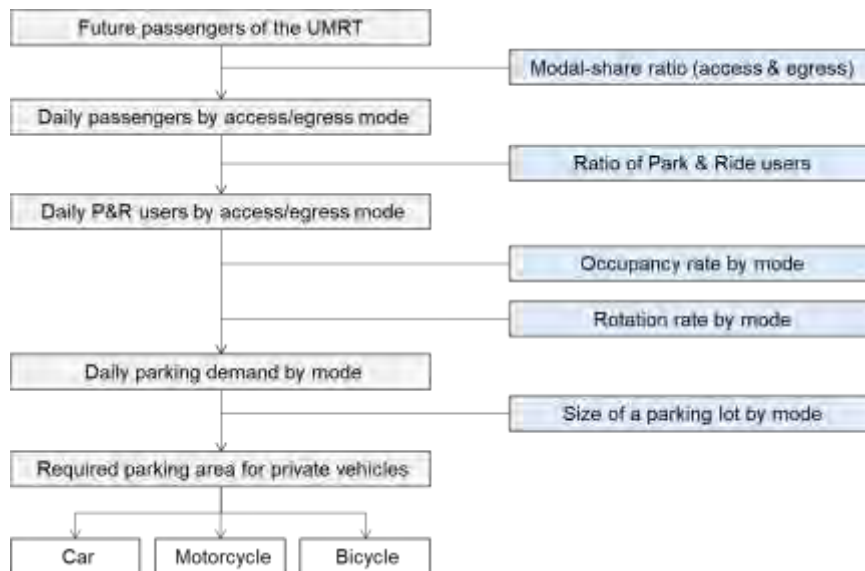 Future passengers of the UMRT
Modal-share ratio (access & egress)
Daily passengers by access/egress mode
Ratio of Park & Ride users
Daily P&R users by access/egress mode
Occupancy rate by mode
Rotation rate by mode
Daily parking demand by mode
Size of a parking lot by mode
Required parking area for private vehicles
Car
Motorcycle
Bicycle